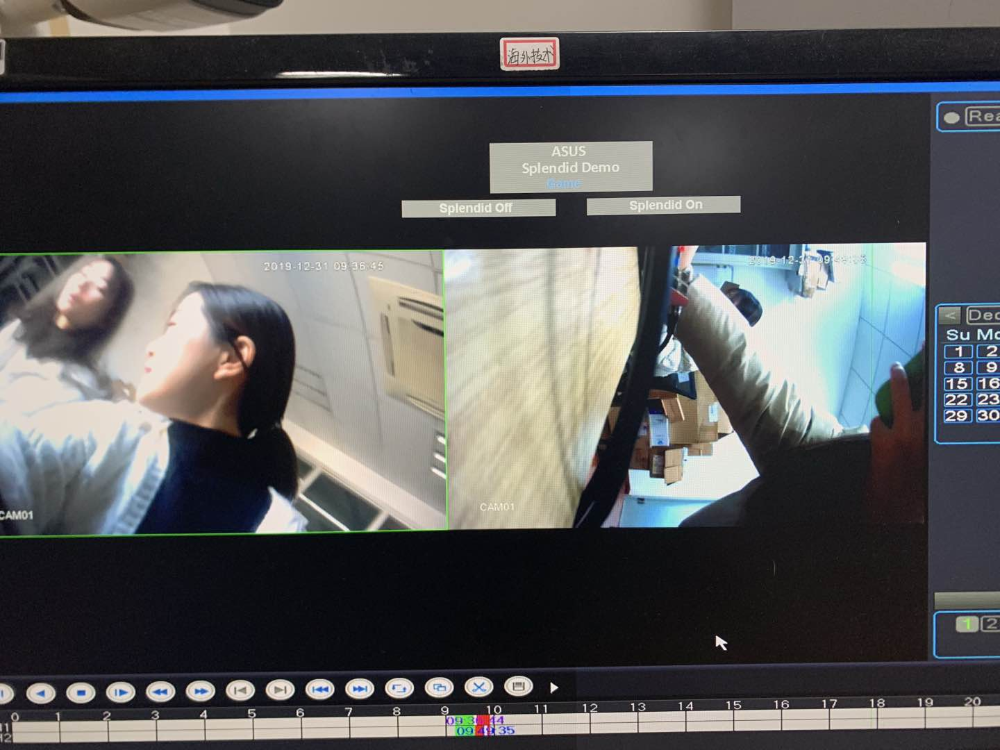 海外技术
Rea
ASUS
Splendid Demo
Game
Splendid Off
Splendid On
2019-12-31 09:36:45
CAM01
CAM01
< Dec
Su Mo
1 2
8 9
15 16
22 23
29 30
1 2
0 1 2 3 4 5 6 7 8 9 10 11 12 13 14 15 16 17 18 19 20
09:49:35